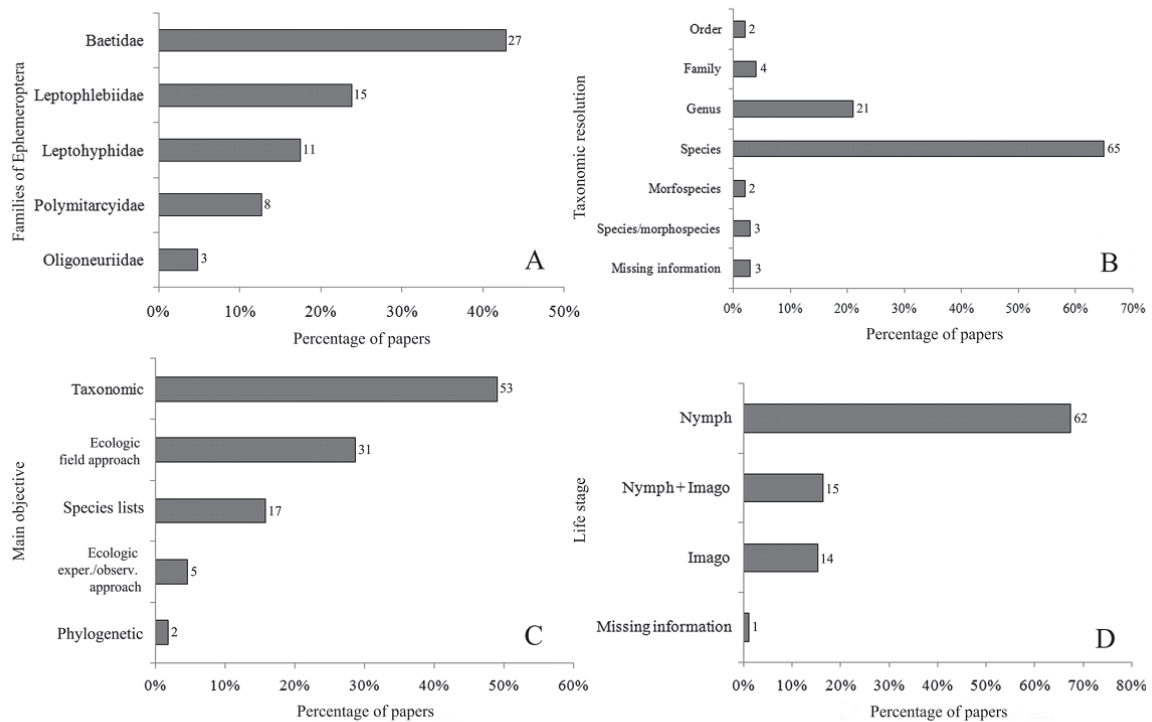 Families of Ephemeroptera
Baetidae
27
Leptophlebiidae
15
Leptohyphidae
11
Polymitarcyidae
8
Oligoneuriidae
3
A
0% 10% 20% 30% 40% 50%
Percentage of papers
Taxonomic resolution
Order
2
Family
4
Genus
21
Species
65
Morfospecies
2
Species/morphospecies
3
Missing information
3
B
0% 10% 20% 30% 40% 50% 60% 70%
Percentage of papers
Main objective
Taxonomic
53
Ecologic
field approach
31
Species lists
17
Ecologic
exper./observ.
approach
5
Phylogenetic
2
C
0% 10% 20% 30% 40% 50% 60%
Percentage of papers
Life stage
Nymph
62
Nymph+Imago
15
Imago
14
Missing information
1
D
0% 10% 20% 30% 40% 50% 60% 70% 80%
Percentage of papers